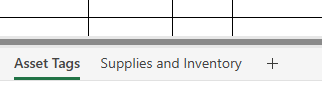 Asset Tags Supplies and Inventory +